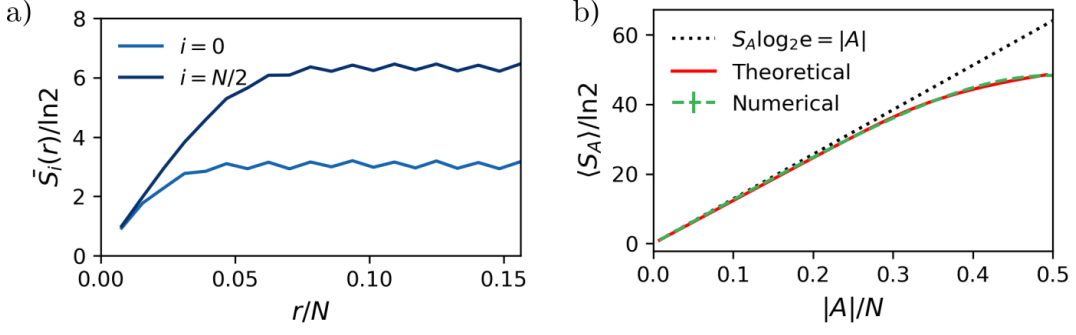 a)
8
6
4
2
0
S̄_i(r)/ln2
i = 0
i = N/2
0.00 0.05 0.10 0.15
r/N
b)
60
40
20
0
⟨S_A⟩/ln2
S_A log₂e = |A|
Theoretical
Numerical
0.0 0.1 0.2 0.3 0.4 0.5
|A|/N